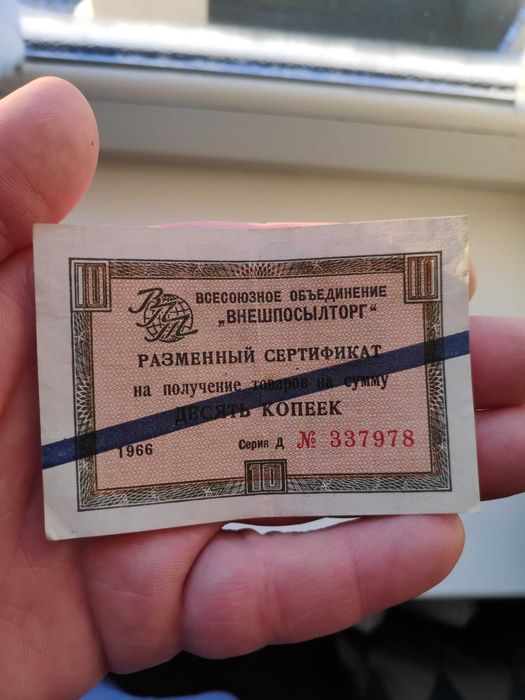 10 10
ВПТ
ВСЕСОЮЗНОЕ ОБЪЕДИНЕНИЕ
„ВНЕШПОСЫЛТОРГ“
РАЗМЕННЫЙ СЕРТИФИКАТ
на получение товаров на сумму
ДЕСЯТЬ КОПЕЕК
1966 Серия Д № 337978
10